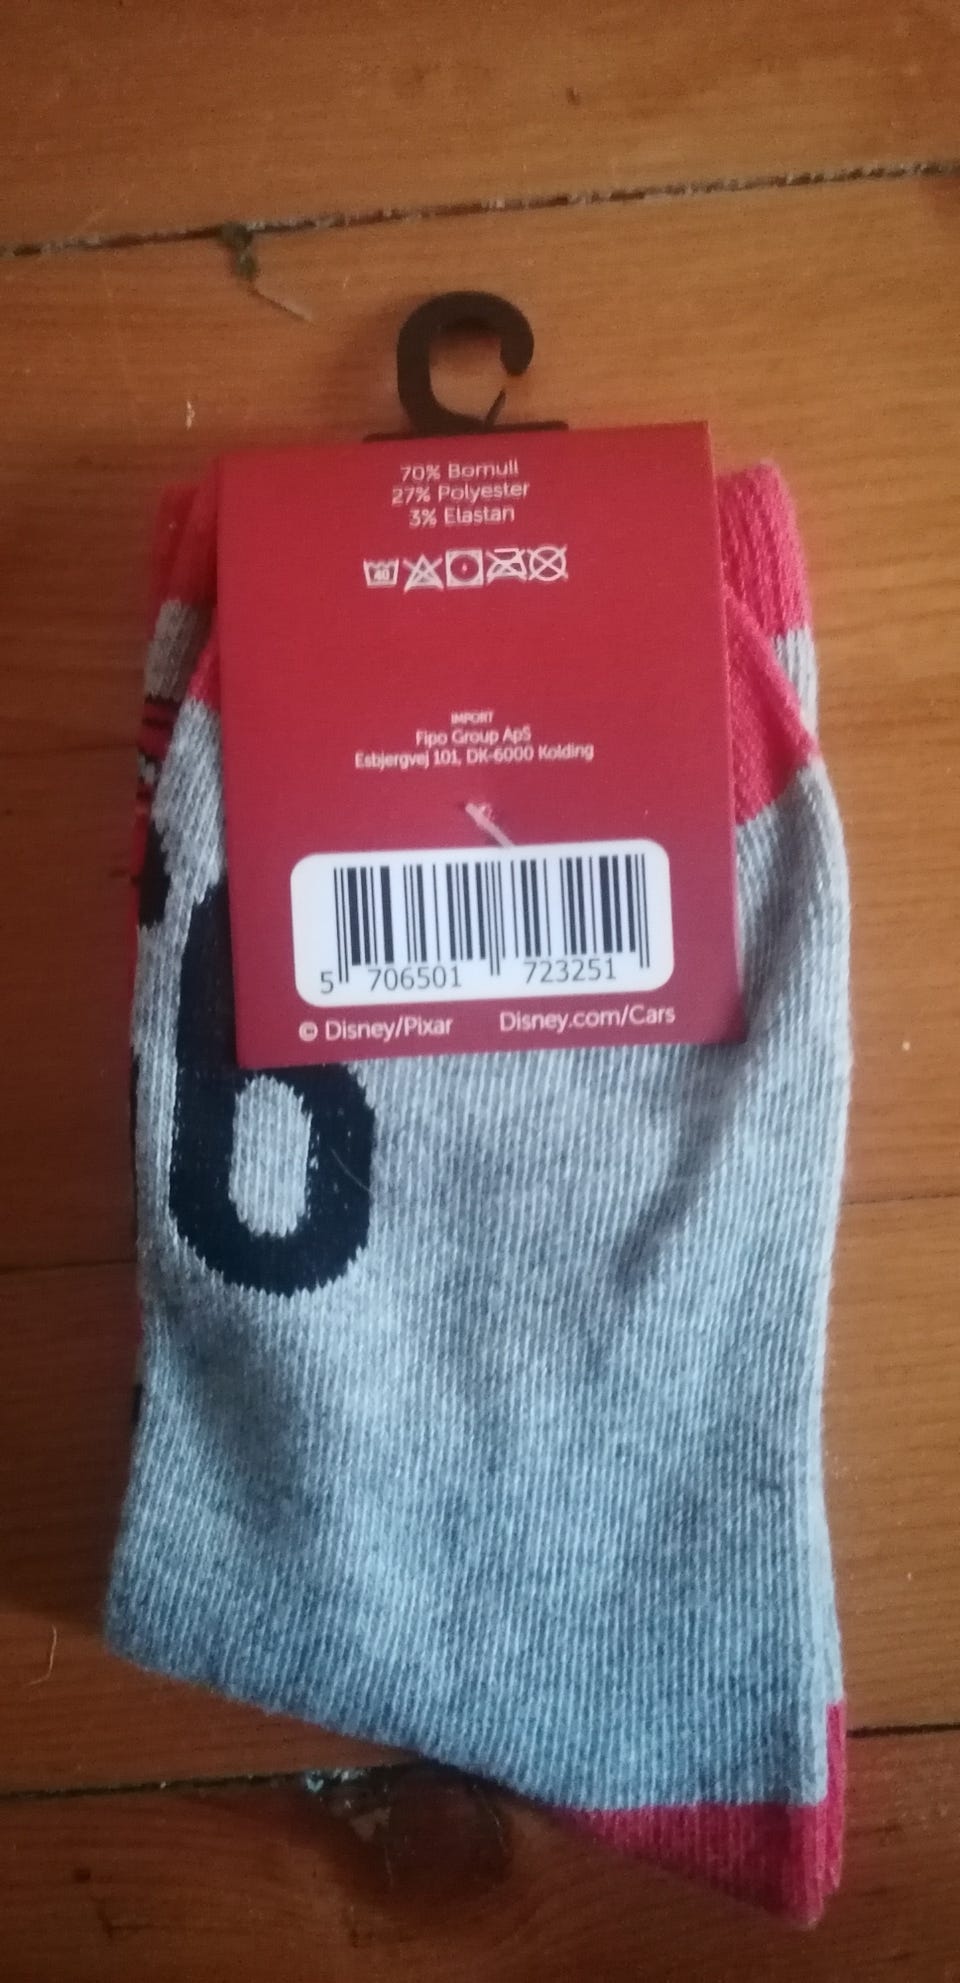 70% Bomull
27% Polyester
3% Elastan
40
IMPORT
Fipo Group ApS
Esbjergvej 101, DK-6000 Kolding
5 706501 723251
© Disney/Pixar Disney.com/Cars
6